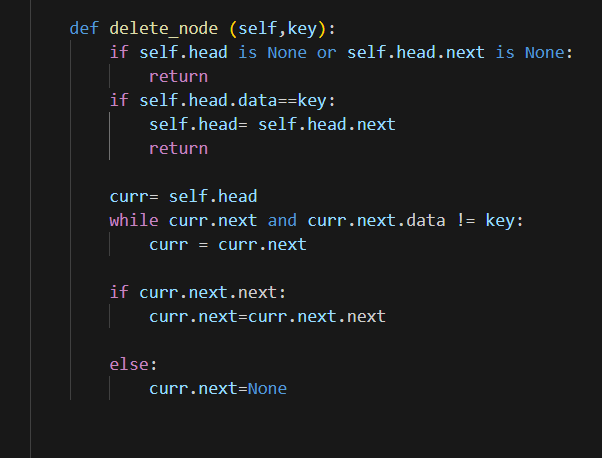 def delete_node (self,key):
    if self.head is None or self.head.next is None:
        return
    if self.head.data==key:
        self.head= self.head.next
        return

    curr= self.head
    while curr.next and curr.next.data != key:
        curr = curr.next

    if curr.next.next:
        curr.next=curr.next.next

    else:
        curr.next=None